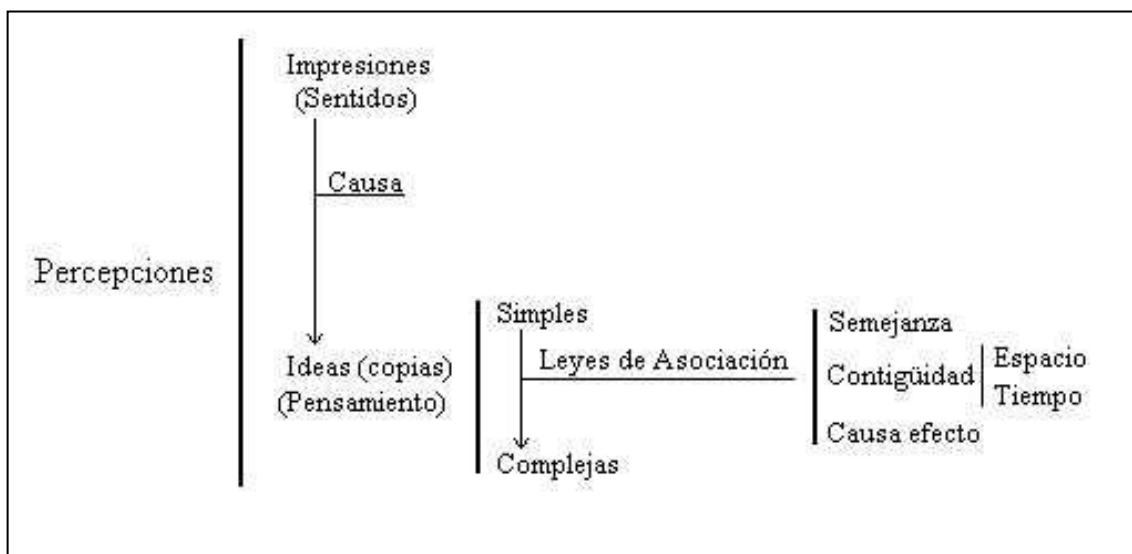 Percepciones
Impresiones
(Sentidos)
Causa
Ideas (copias)
(Pensamiento)
Simples
Leyes de Asociación
Complejas
Semejanza
Contigüidad
Espacio
Tiempo
Causa efecto